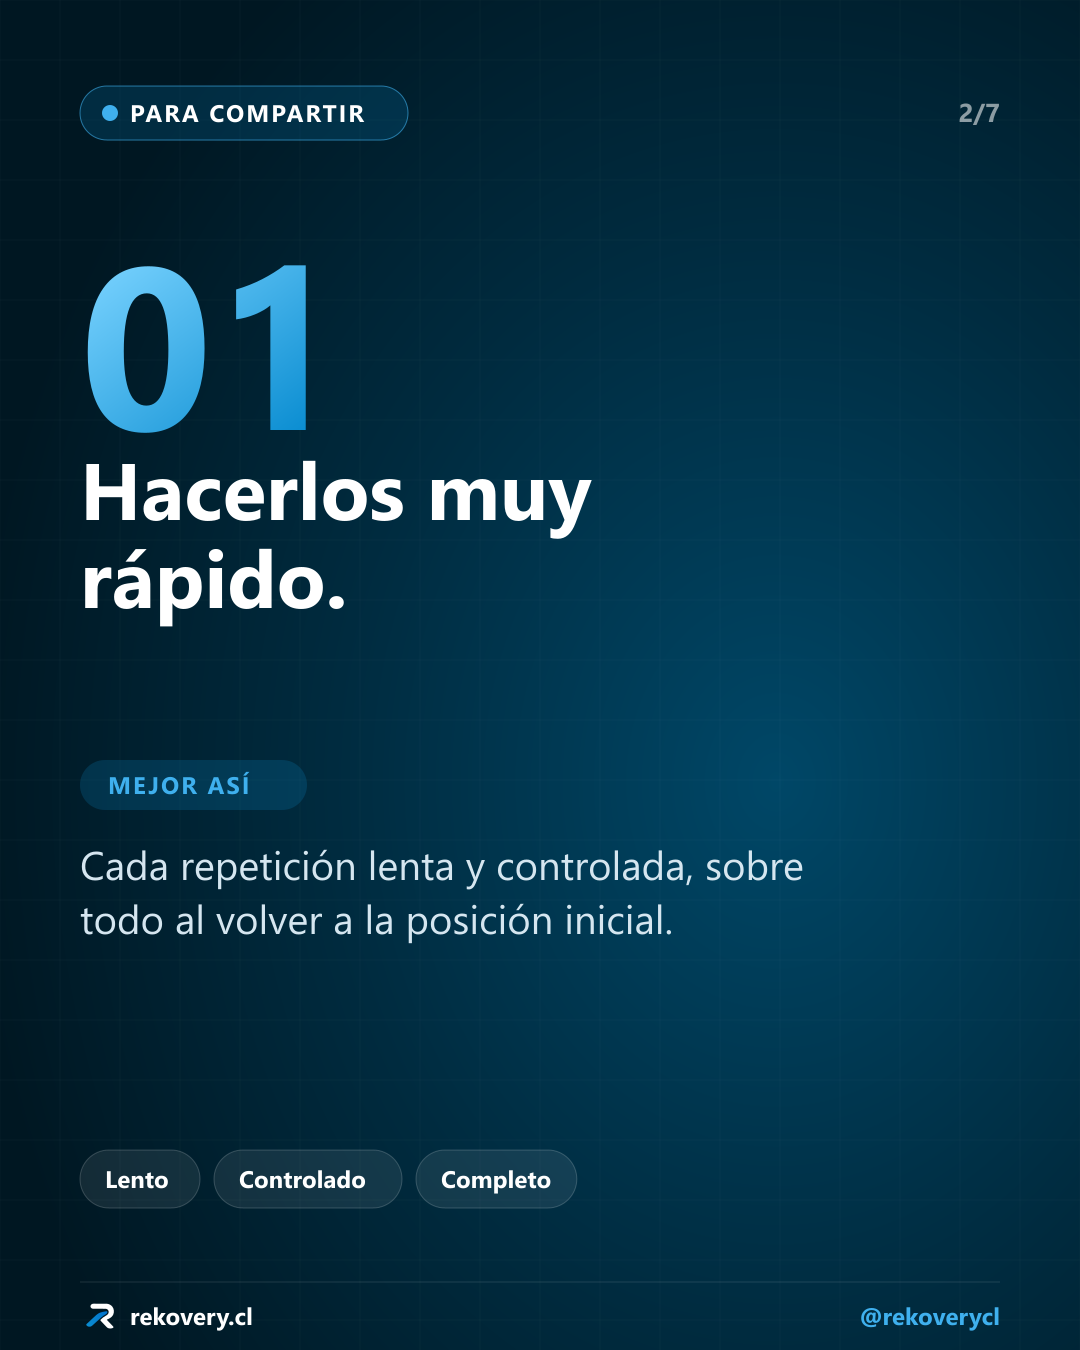 PARA COMPARTIR
2/7
01
Hacerlos muy
rápido.
MEJOR ASÍ
Cada repetición lenta y controlada, sobre
todo al volver a la posición inicial.
Lento
Controlado
Completo
rekovery.cl
@rekoverycl